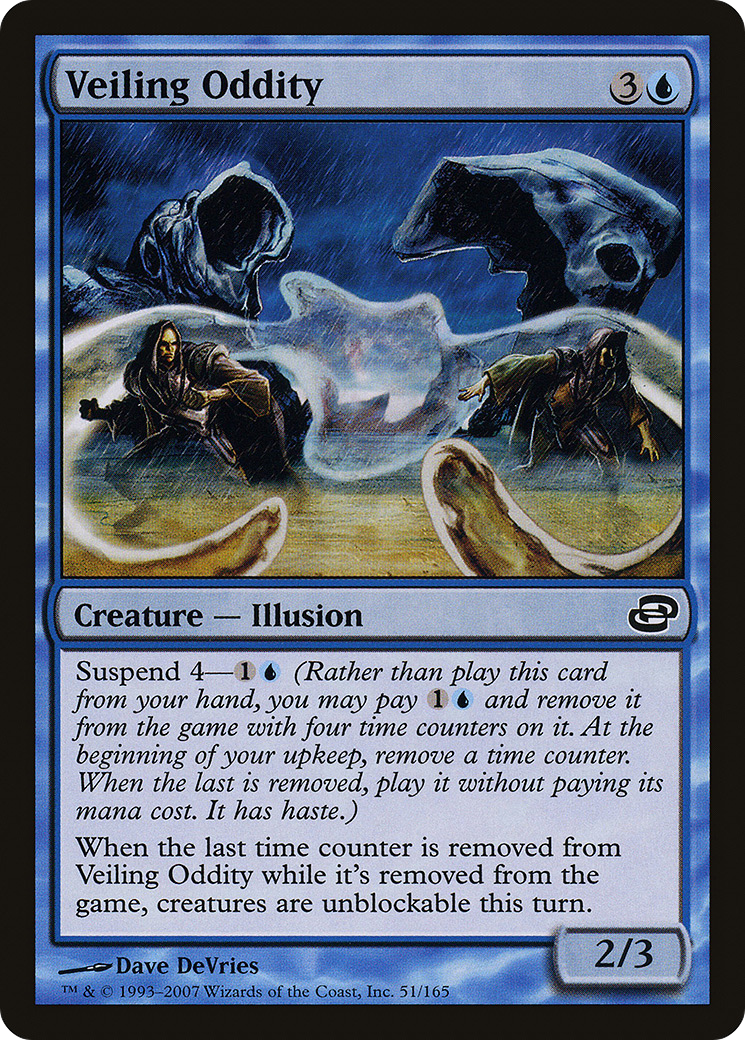 Veiling Oddity 3
Creature — Illusion
Suspend 4—1 (Rather than play this card
from your hand, you may pay 1 and remove it
from the game with four time counters on it. At the
beginning of your upkeep, remove a time counter.
When the last is removed, play it without paying its
mana cost. It has haste.)
When the last time counter is removed from
Veiling Oddity while it's removed from the
game, creatures are unblockable this turn.
2/3
Dave DeVries
™ & © 1993–2007 Wizards of the Coast, Inc. 51/165